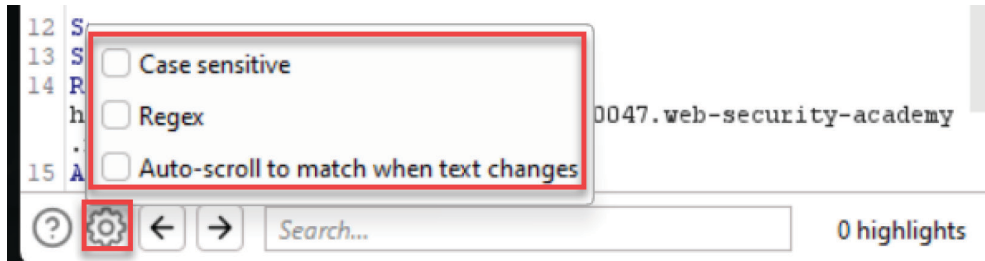 12 S
13 S
Case sensitive
14 R
h
Regex
0047.web-security-academy
.
15 A
Auto-scroll to match when text changes
?
Search...
0 highlights